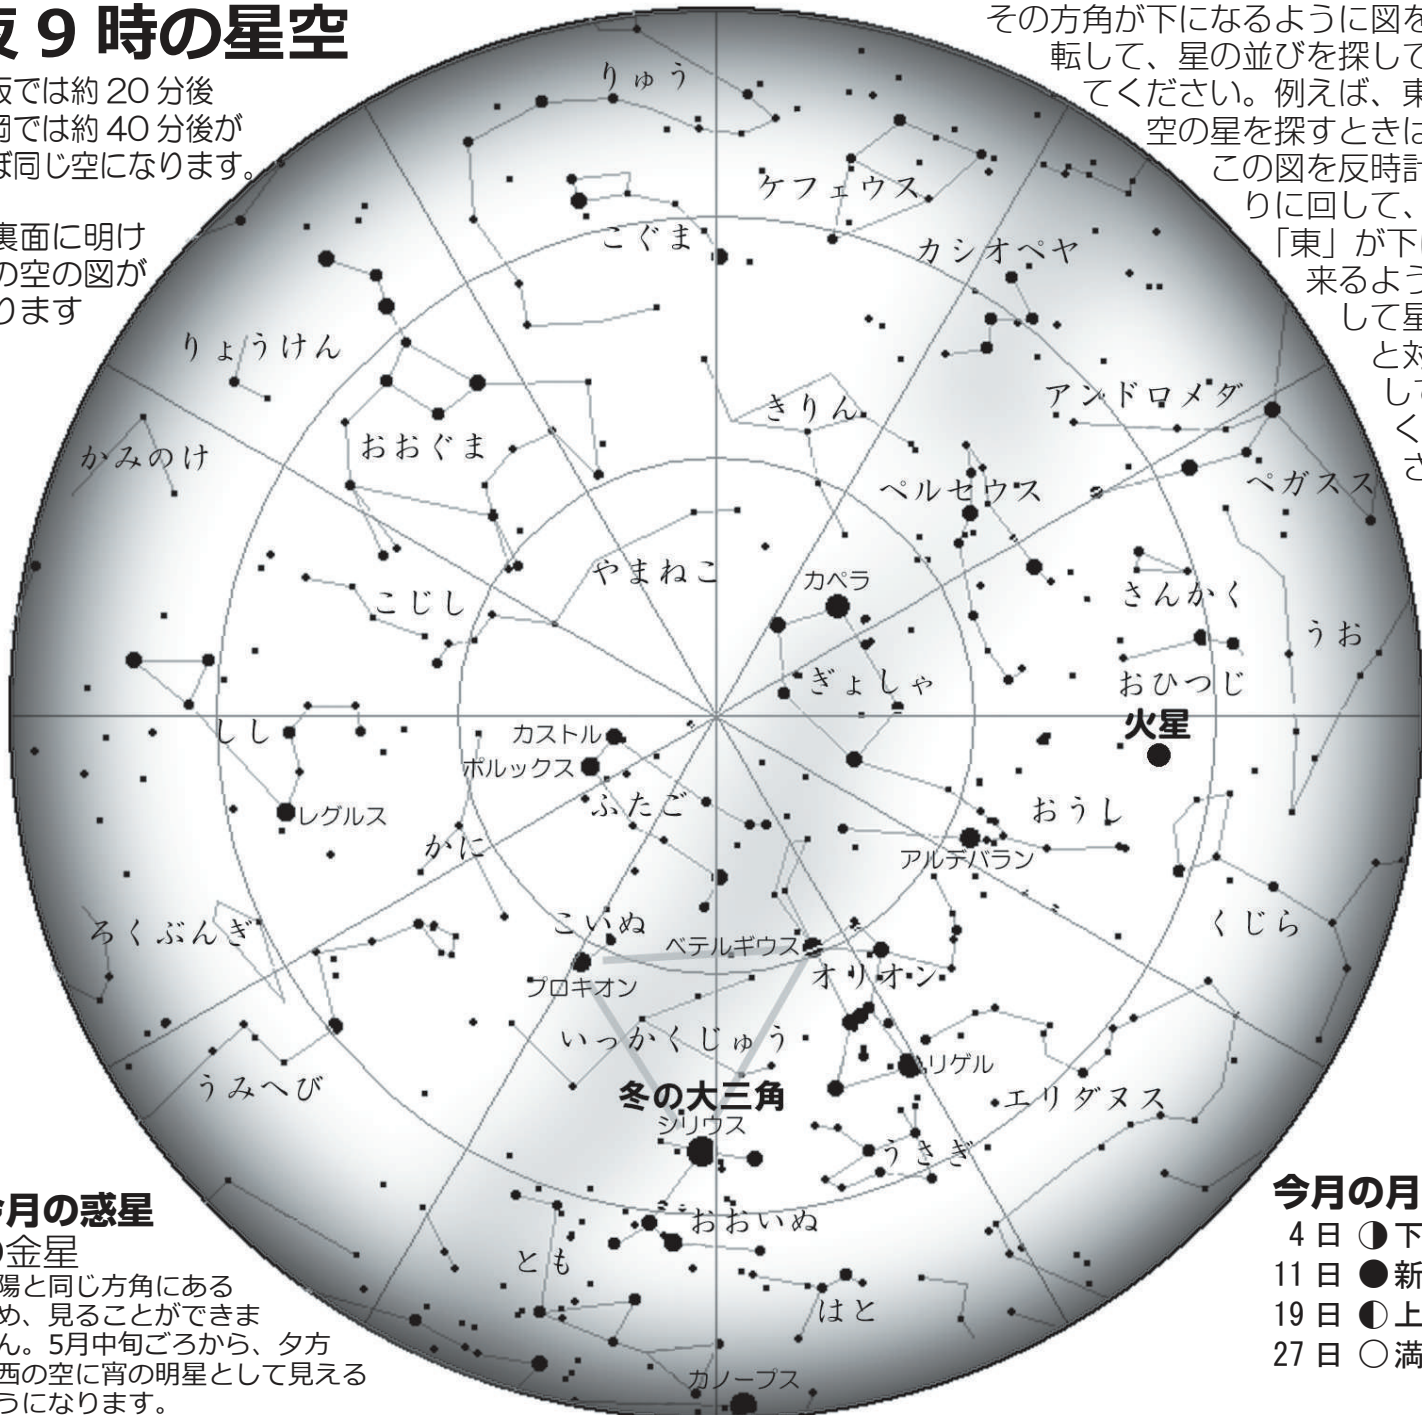 夜９時の星空
阪では約 20 分後
岡では約 40 分後が
ぼ同じ空になります。
裏面に明け
の空の図が
ります
その方角が下になるように図を
転して、星の並びを探して
てください。例えば、東
空の星を探すときは
この図を反時計
りに回して、
「東」が下に
来るよう
して星
と対
して
く
さ
りゅう
ケフェウス
こぐま
カシオペヤ
りょうけん
きりん
アンドロメダ
おおぐま
かみのけ
ペルセウス
ペガスス
やまねこ
カペラ
こじし
さんかく
うお
ぎょしゃ
おひつじ
しし
カストル
火星
ポルックス
ふたご
レグルス
おうし
かに
アルデバラン
ろくぶんぎ
こいぬ
ベテルギウス
くじら
プロキオン
オリオン
いっかくじゅう
リゲル
うみへび
冬の大三角
エリダヌス
シリウス
うさぎ
おおいぬ
とも
はと
カノープス
今月の惑星
金星
陽と同じ方角にある
め、見ることができま
ん。5月中旬ごろから、夕方
西の空に宵の明星として見える
うになります。
今月の月
4 日 ◑下
11 日 ●新
19 日 ◐上
27 日 ○満